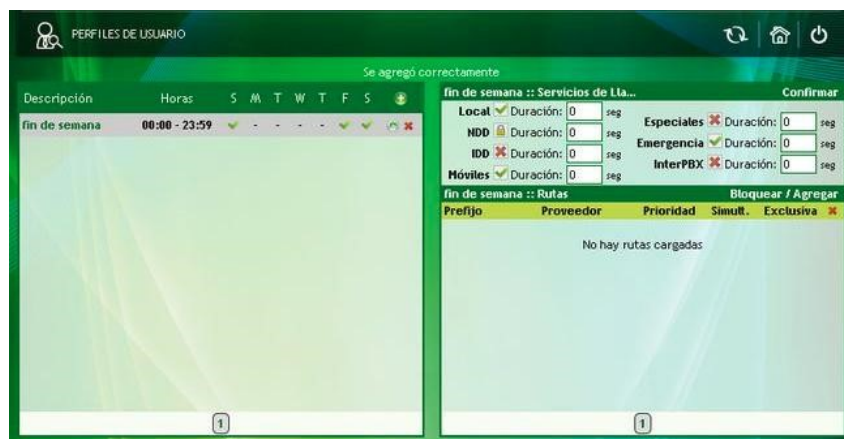 PERFILES DE USUARIO
Se agregó correctamente
Descripción Horas S M T W T F S
fin de semana 00:00 - 23:59 - - - -
1
fin de semana :: Servicios de Lla... Confirmar
Local Duración: 0 seg
NDD Duración: 0 seg
IDD Duración: 0 seg
Móviles Duración: 0 seg
Especiales Duración: 0 seg
Emergencia Duración: 0 seg
InterPBX Duración: 0 seg
fin de semana :: Rutas Bloquear / Agregar
Prefijo Proveedor Prioridad Simult. Exclusiva
No hay rutas cargadas
1